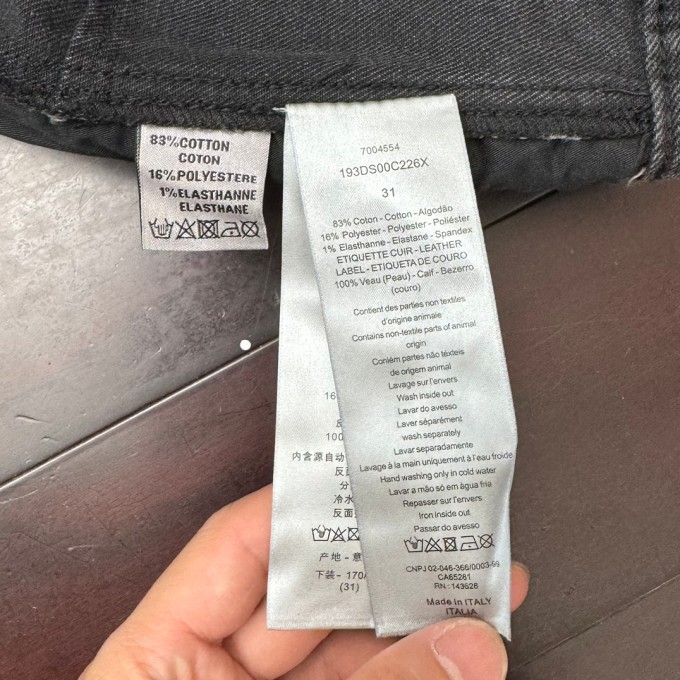 83%COTTON
COTON
16%POLYESTERE
1%ELASTHANNE
ELASTHANE
7004554
193DS00C226X
31
83% Coton - Cotton - Algodão
16% Polyester - Polyester - Poliéster
1% Elasthanne - Elastane - Spandex
ETIQUETTE CUIR - LEATHER
LABEL - ETIQUETA DE COURO
100% Veau (Peau) - Calf - Bezerro
(couro)
Contient des parties non textiles
d'origine animale
Contains non-textile parts of animal
origin
Contém partes não têxteis
de origem animal
Lavage sur l'envers
Wash inside out
Lavar do avesso
Laver séparément
wash separately
Lavar separadamente
Lavage à la main uniquement à l'eau froide
Hand washing only in cold water
Lavar a mão só em água fria
Repasser sur l'envers
Iron inside out
Passar do avesso
CNPJ 02-046-366/0003-99
CA65281
RN : 143628
Made in ITALY
ITALIA
16
100
内含源自动
反面
分
冷水
反面
产地 - 意
下装 - 170/
(31)